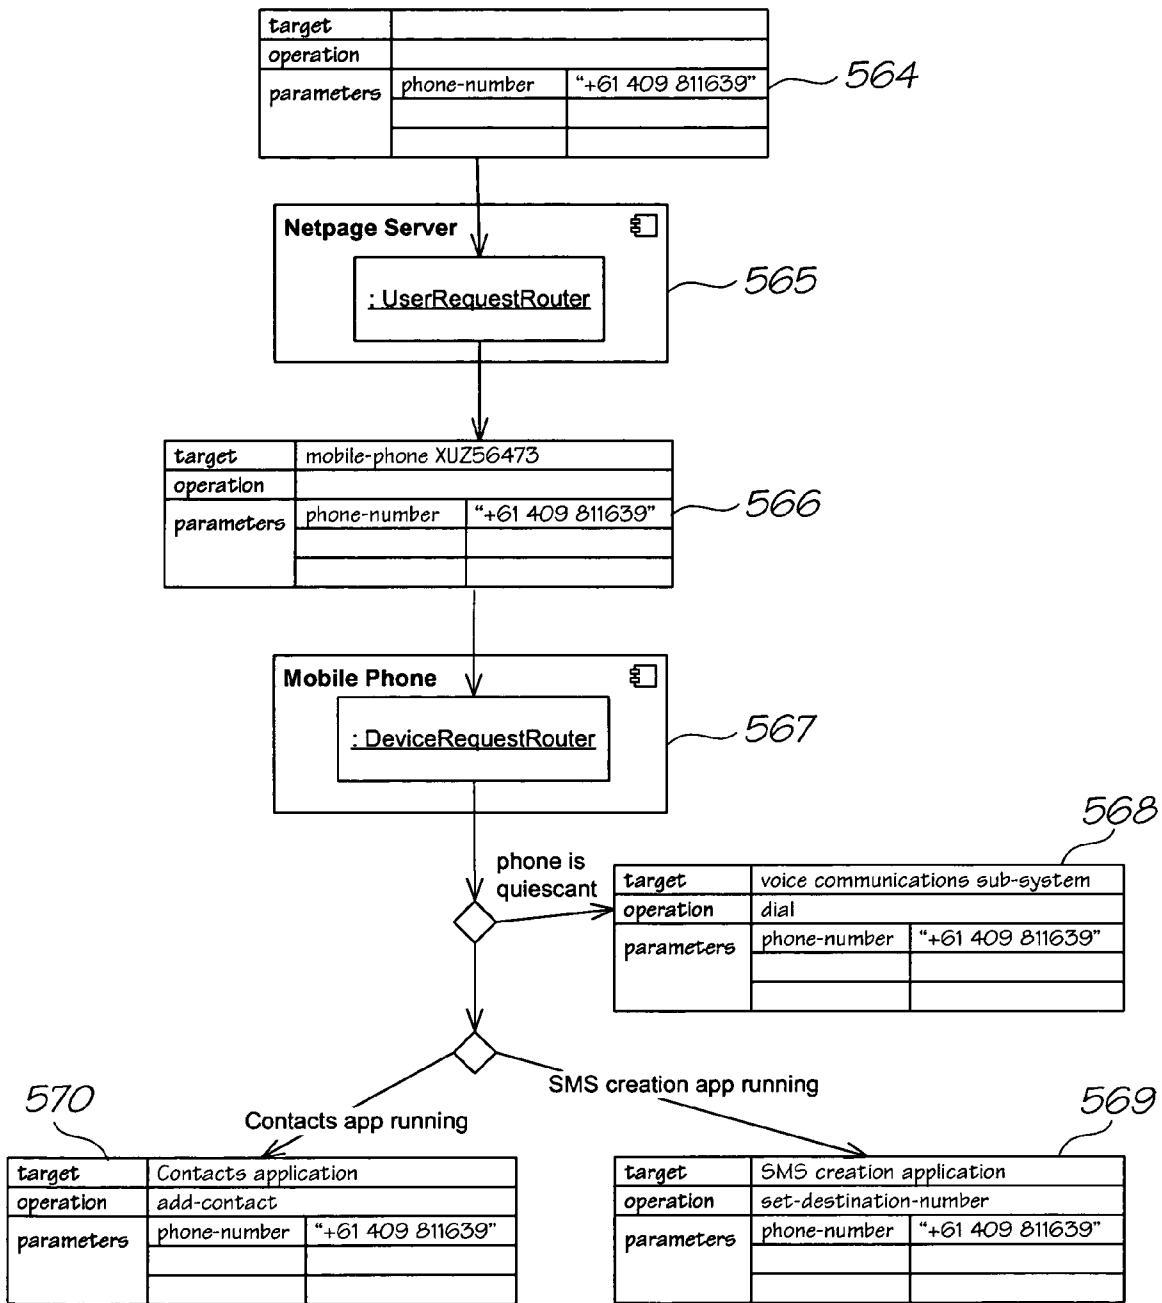 target
operation
parameters phone-number "+61 409 811639"
564
Netpage Server
: UserRequestRouter
565
target mobile-phone XUZ56473
operation
parameters phone-number "+61 409 811639"
566
Mobile Phone
: DeviceRequestRouter
567
phone is
quiescant
568
target voice communications sub-system
operation dial
parameters phone-number "+61 409 811639"
SMS creation app running
Contacts app running
570
target Contacts application
operation add-contact
parameters phone-number "+61 409 811639"
569
target SMS creation application
operation set-destination-number
parameters phone-number "+61 409 811639"